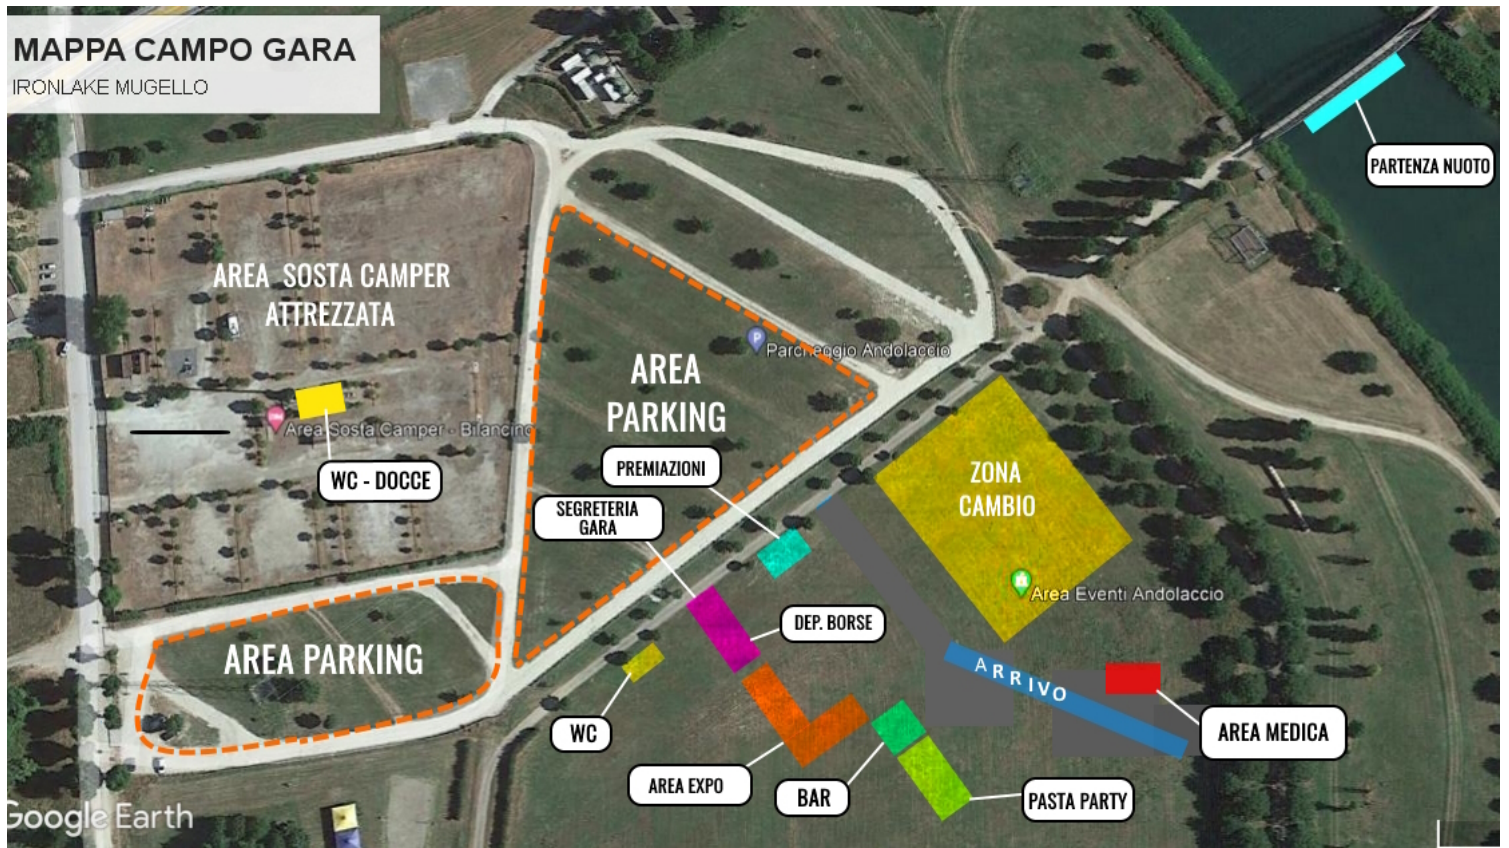 MAPPA CAMPO GARA
IRONLAKE MUGELLO
PARTENZA NUOTO
AREA SOSTA CAMPER
ATTREZZATA
P
Parcheggio Andolaccio
AREA
PARKING
Area Sosta Camper - Bilancino
WC - DOCCE
PREMIAZIONI
SEGRETERIA
GARA
ZONA
CAMBIO
Area Eventi Andolaccio
DEP. BORSE
AREA PARKING
ARRIVO
WC
AREA MEDICA
AREA EXPO
BAR
PASTA PARTY
Google Earth